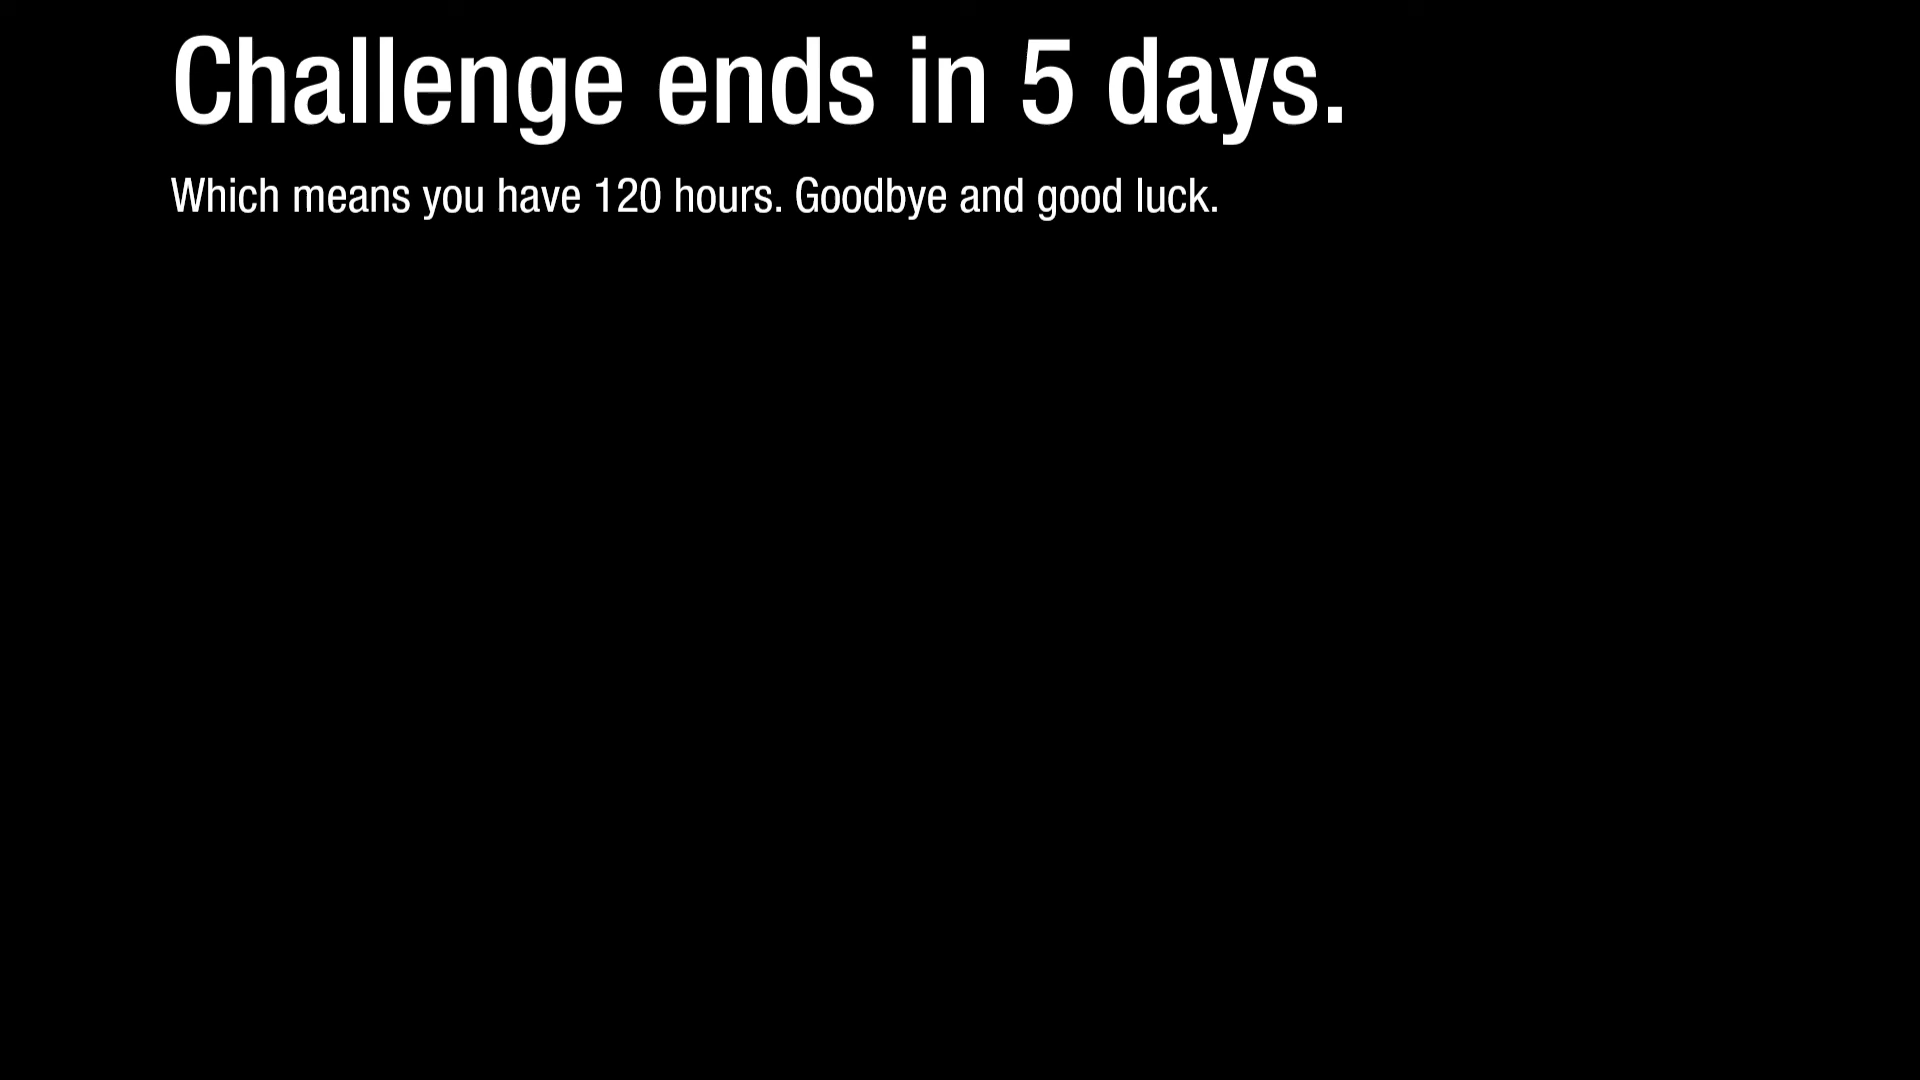 Challenge ends in 5 days.
Which means you have 120 hours. Goodbye and good luck.